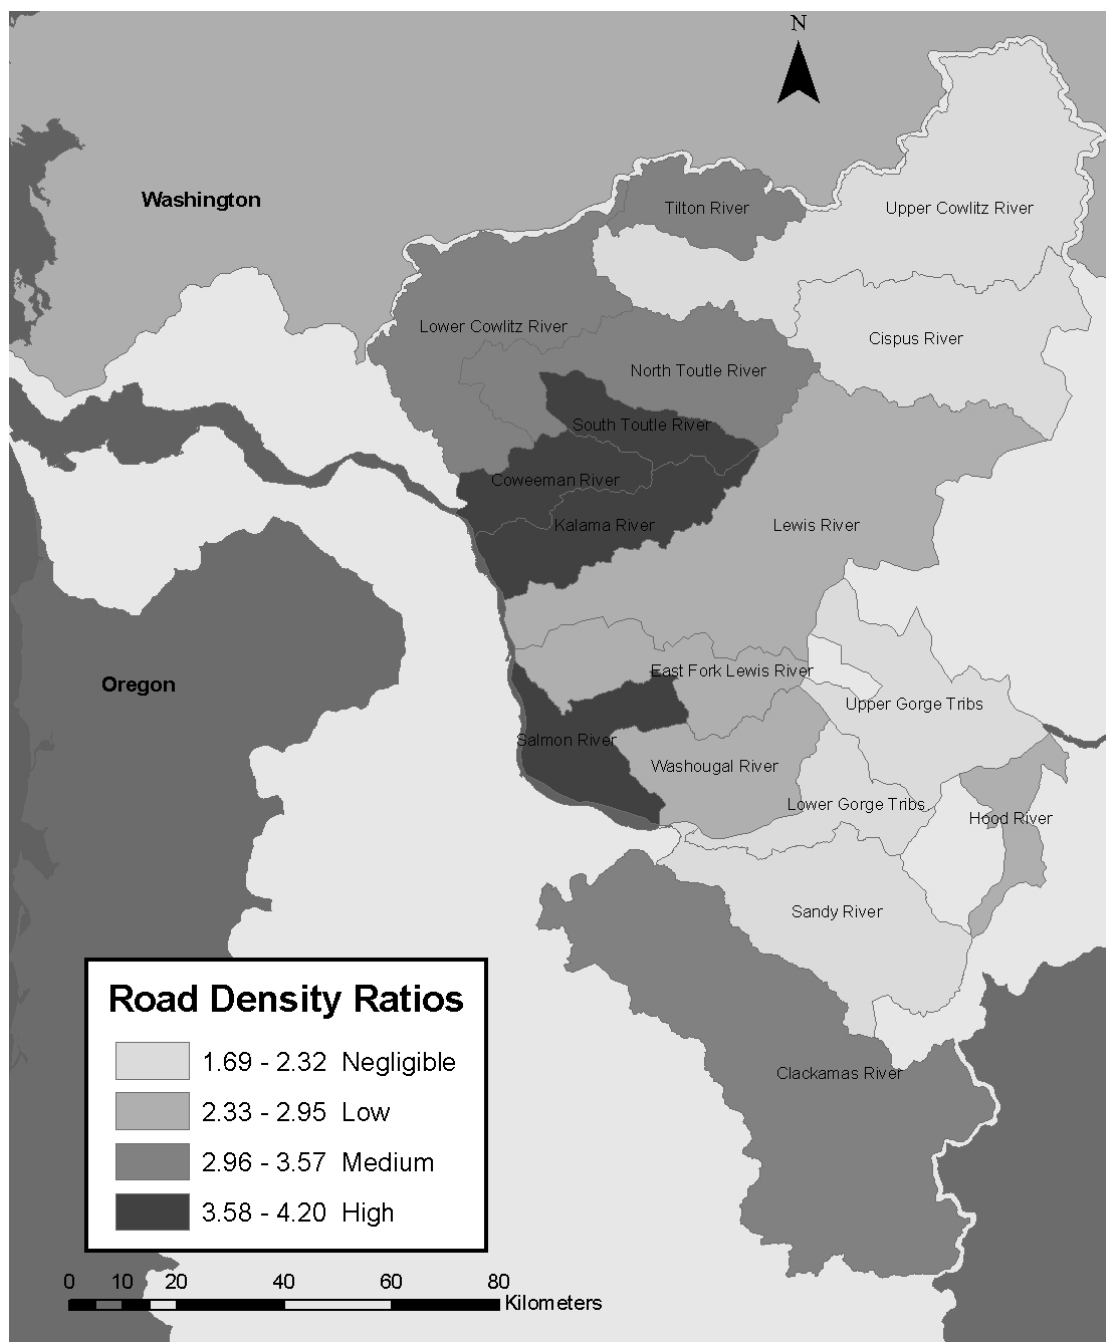 N
Washington
Tilton River
Upper Cowlitz River
Lower Cowlitz River
Cispus River
North Toutle River
South Toutle River
Coweeman River
Kalama River
Lewis River
Oregon
East Fork Lewis River
Upper Gorge Tribs
Salmon River
Washougal River
Lower Gorge Tribs
Hood River
Sandy River
Clackamas River
Road Density Ratios
1.69 - 2.32 Negligible
2.33 - 2.95 Low
2.96 - 3.57 Medium
3.58 - 4.20 High
0 10 20 40 60 80
Kilometers